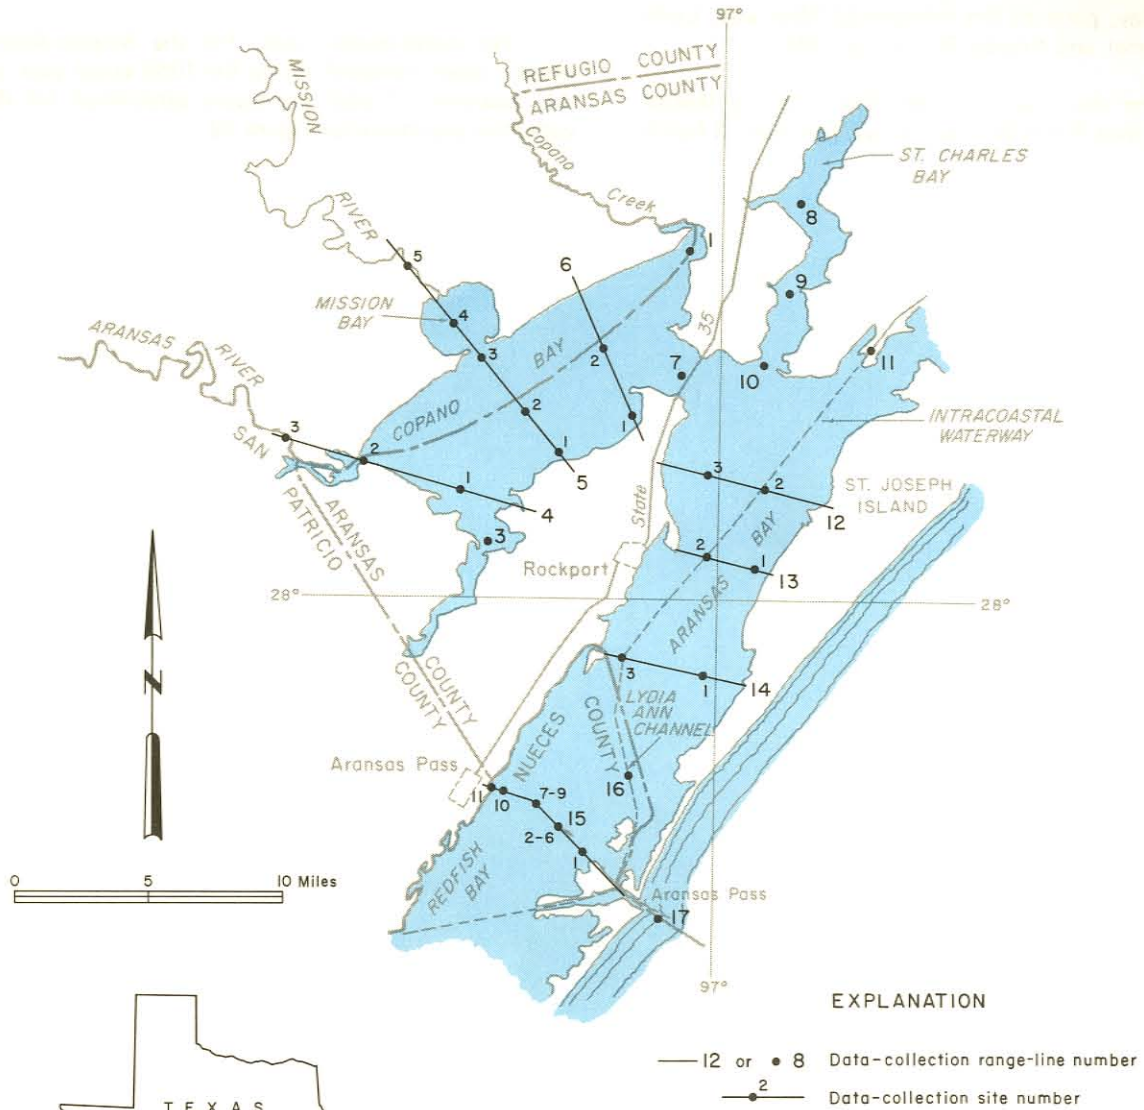 97°
REFUGIO COUNTY
ARANSAS COUNTY
MISSION
RIVER
Copano
Creek
ST. CHARLES
BAY
8
1
5
6
9
MISSION
BAY
4
35
ARANSAS
RIVER
3
2
7
10
11
COPANO
BAY
INTRACOASTAL
WATERWAY
2
1
1
5
3
SAN
PATRICIO
2
1
4
3
3
2
12
ST. JOSEPH
ISLAND
State
ARANSAS
Rockport
2
1
13
ARANSAS
BAY
28°
28°
COUNTY
COUNTY
3
1
14
LYDIA
ANN
CHANNEL
NUECES
COUNTY
Aransas Pass
16
11
10
7-9
15
2-6
1
REDFISH
BAY
Aransas Pass
17
N
0 5 10 Miles
97°
EXPLANATION
12 or 8 Data-collection range-line number
2
Data-collection site number
TEXAS